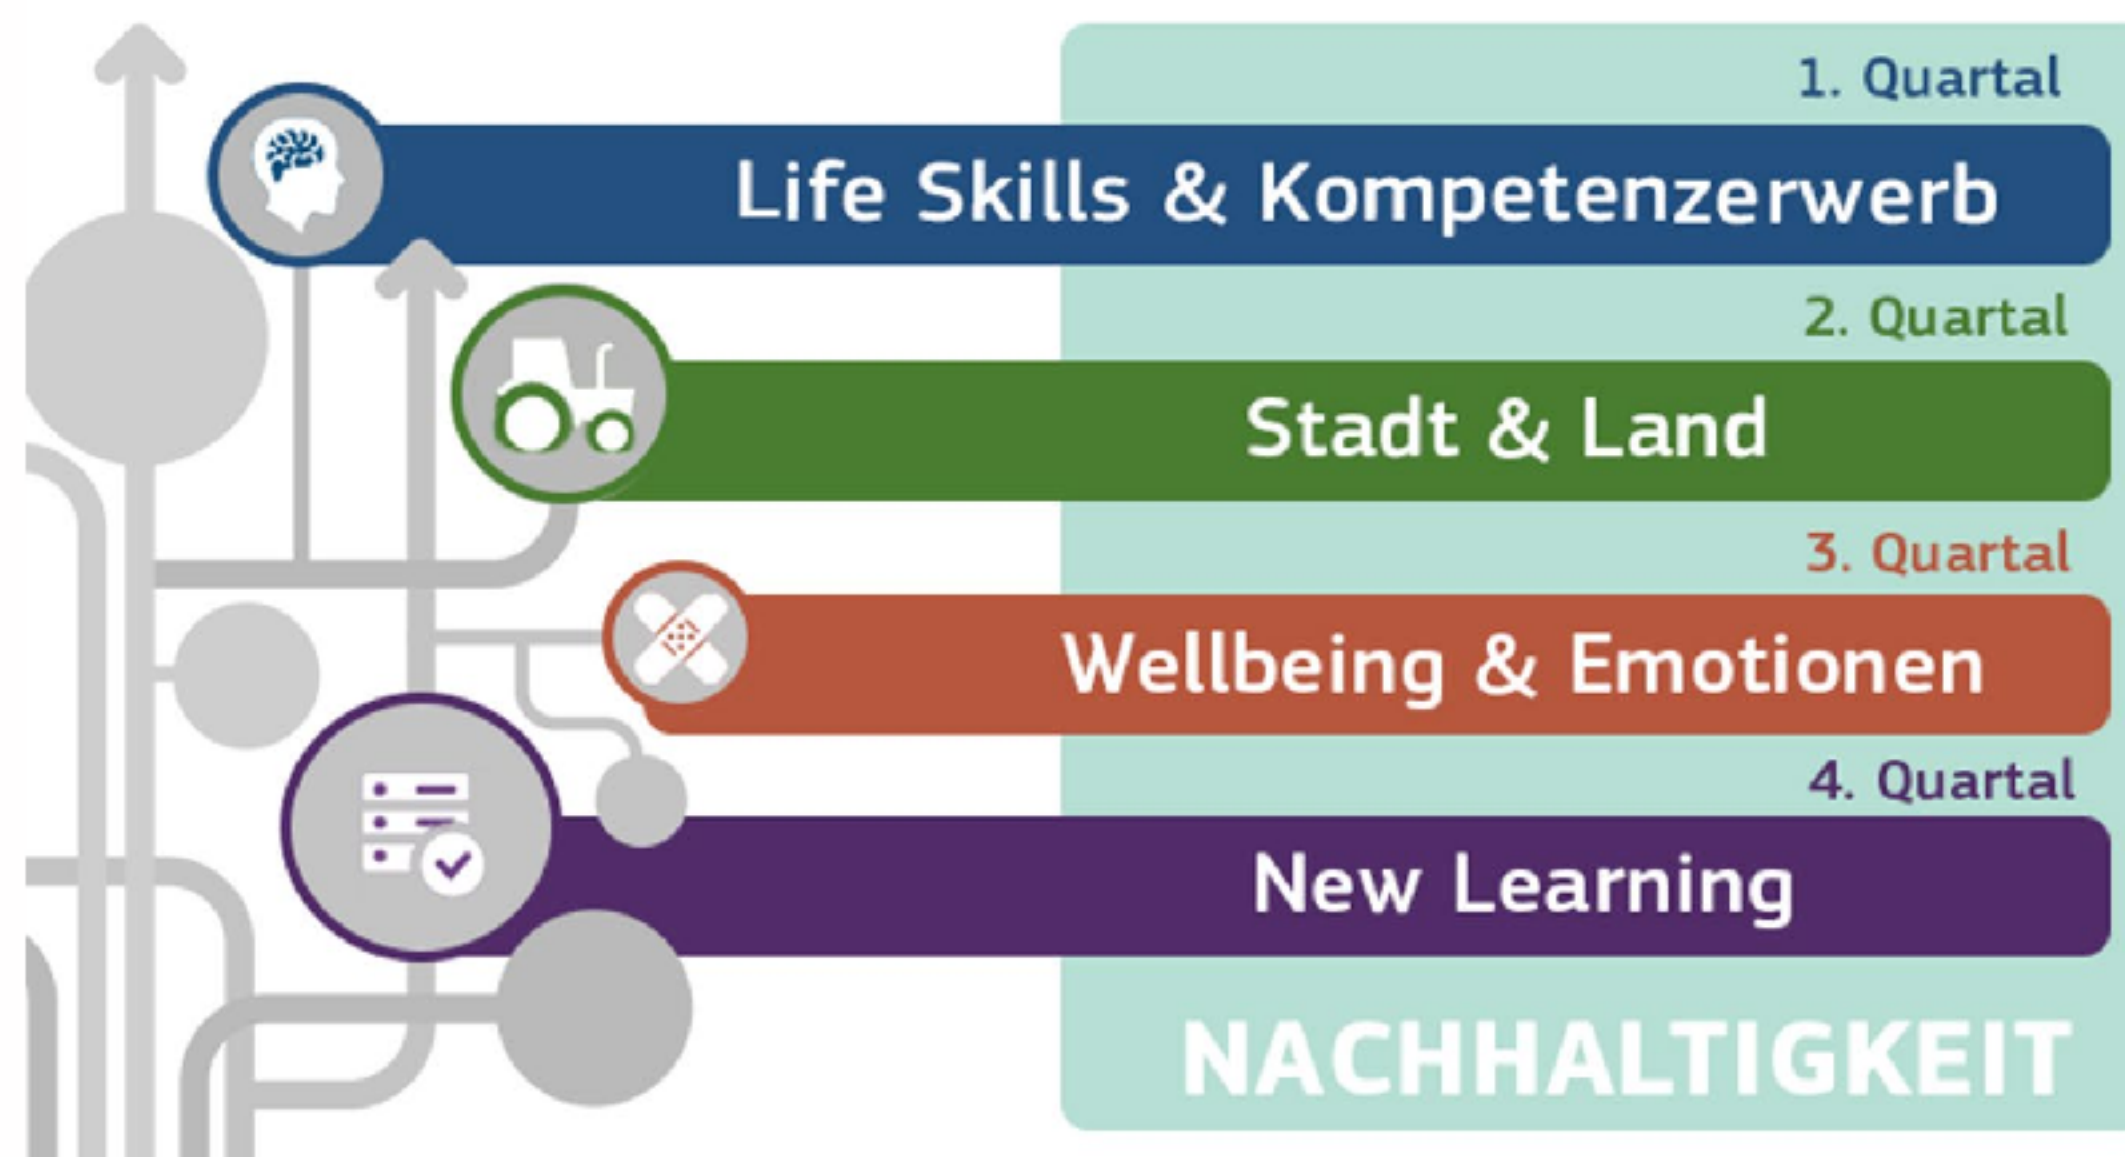 1. Quartal
Life Skills & Kompetenzerwerb
2. Quartal
Stadt & Land
3. Quartal
Wellbeing & Emotionen
4. Quartal
New Learning
NACHHALTIGKEIT